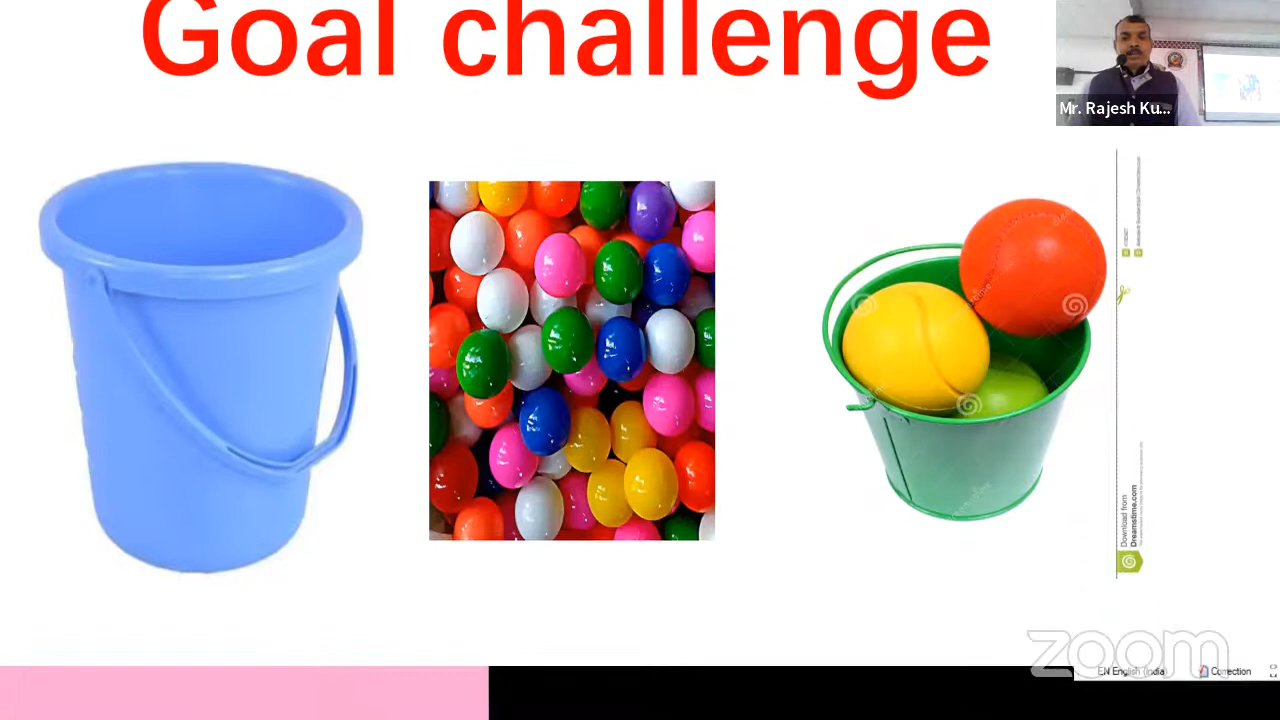 Goal challenge
Mr. Rajesh Ku...
Download from
Dreamstime.com
zoom
EN English (India)
Correction